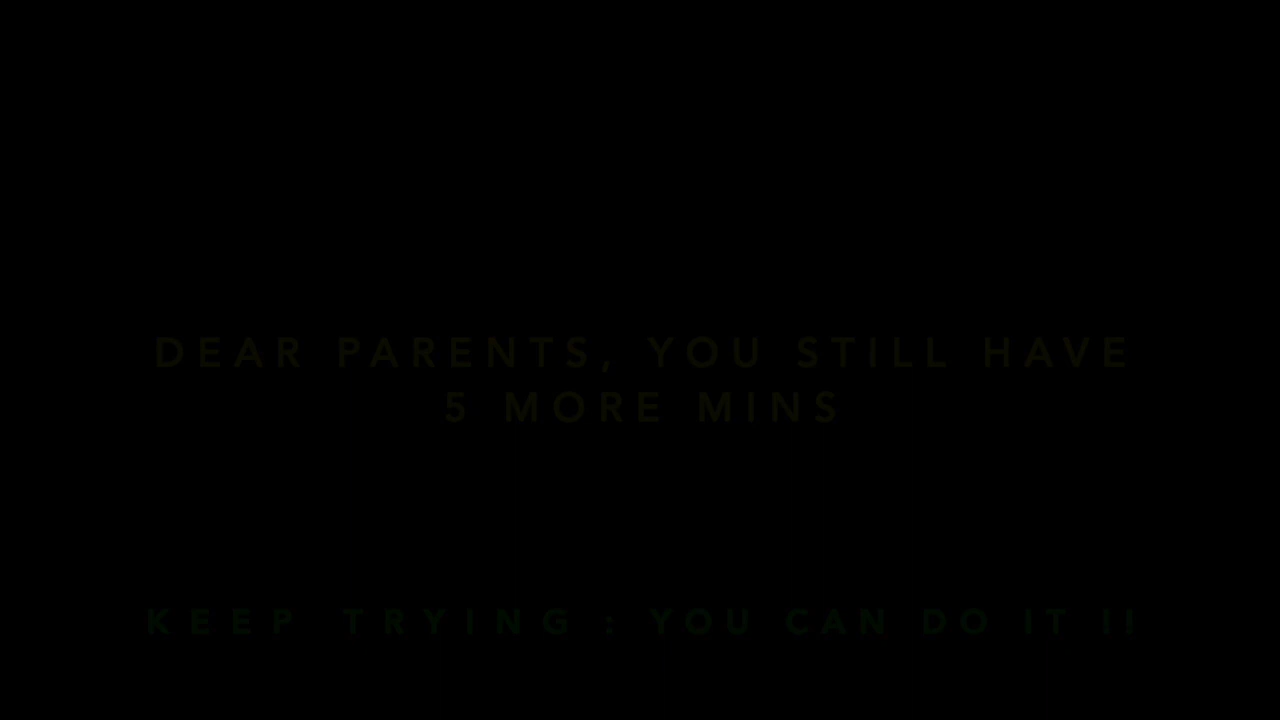 DEAR PARENTS, YOU STILL HAVE
5 MORE MINS
KEEP TRYING : YOU CAN DO IT !!